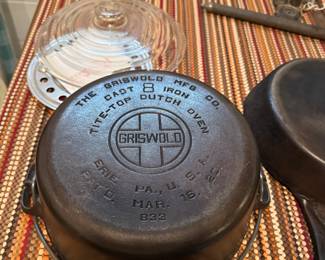 THE GRISWOLD MFG CO.
CAST 8 IRON
TITE-TOP DUTCH OVEN
GRISWOLD
ERIE PA., U.S.A.
PAT'D. MAR. 16. 20.
833